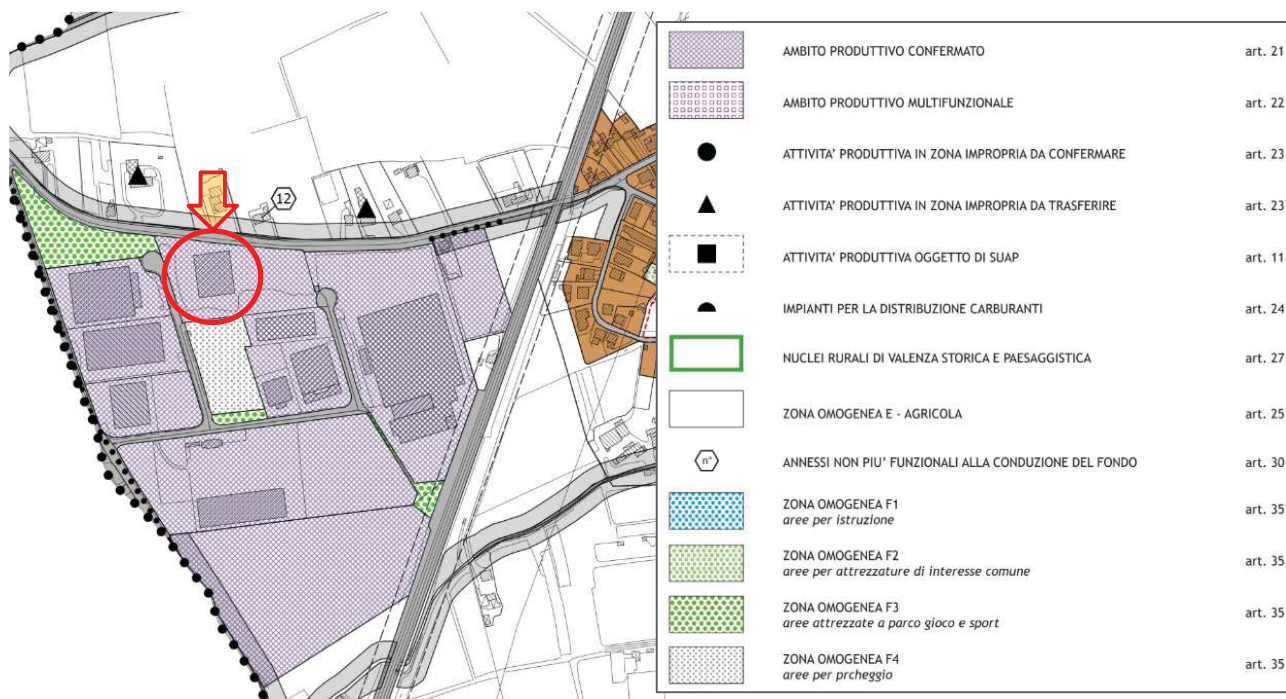 12
AMBITO PRODUTTIVO CONFERMATO art. 21
AMBITO PRODUTTIVO MULTIFUNZIONALE art. 22
ATTIVITA' PRODUTTIVA IN ZONA IMPROPRIA DA CONFERMARE art. 23
ATTIVITA' PRODUTTIVA IN ZONA IMPROPRIA DA TRASFERIRE art. 23
ATTIVITA' PRODUTTIVA OGGETTO DI SUAP art. 11
IMPIANTI PER LA DISTRIBUZIONE CARBURANTI art. 24
NUCLEI RURALI DI VALENZA STORICA E PAESAGGISTICA art. 27
ZONA OMOGENEA E - AGRICOLA art. 25
n° ANNESSI NON PIU' FUNZIONALI ALLA CONDUZIONE DEL FONDO art. 30
ZONA OMOGENEA F1 art. 35
aree per istruzione
ZONA OMOGENEA F2 art. 35
aree per attrezzature di interesse comune
ZONA OMOGENEA F3 art. 35
aree attrezzate a parco gioco e sport
ZONA OMOGENEA F4 art. 35
aree per prcheggio